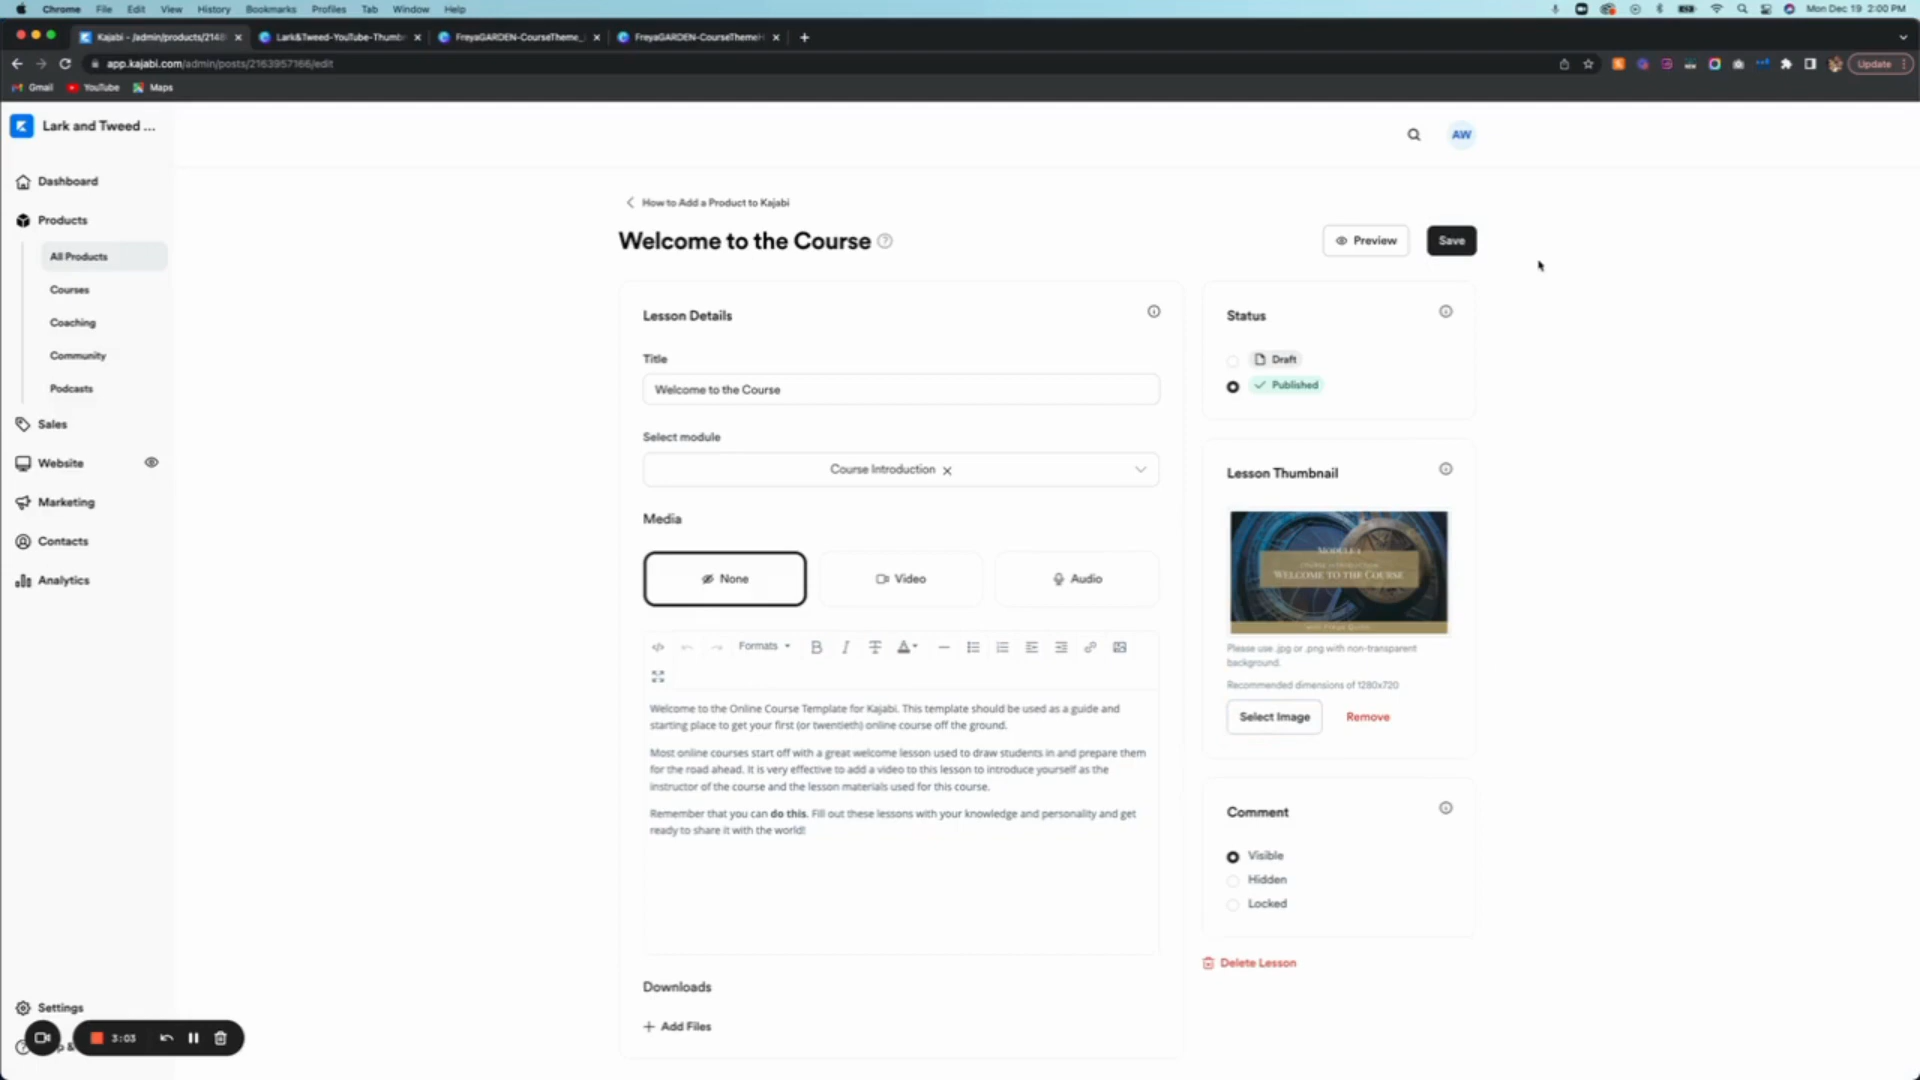 Chrome File Edit View History Bookmarks Profiles Tab Window Help
Mon Dec 19 2:00 PM
Kajabi - /admin/products/2148
Lark&Tweed-YouTube-Thumbn
FreyaGARDEN-CourseTheme_
FreyaGARDEN-CourseThemeH
app.kajabi.com/admin/posts/2163957166/edit
Update
Gmail YouTube Maps
Lark and Tweed ...
AW
Dashboard
Products
All Products
Courses
Coaching
Community
Podcasts
Sales
Website
Marketing
Contacts
Analytics
Settings
3:03
How to Add a Product to Kajabi
Welcome to the Course
Preview
Save
Lesson Details
Title
Welcome to the Course
Select module
Course Introduction
Media
None
Video
Audio
Formats
Welcome to the Online Course Template for Kajabi. This template should be used as a guide and
starting place to get your first (or twentieth) online course off the ground.
Most online courses start off with a great welcome lesson used to draw students in and prepare them
for the road ahead. It is very effective to add a video to this lesson to introduce yourself as the
instructor of the course and the lesson materials used for this course.
Remember that you can do this. Fill out these lessons with your knowledge and personality and get
ready to share it with the world!
Downloads
Add Files
Status
Draft
Published
Lesson Thumbnail
MODULE 1
COURSE INTRODUCTION
WELCOME TO THE COURSE
Please use .jpg or .png with non-transparent
background.
Recommended dimensions of 1280x720
Select Image
Remove
Comment
Visible
Hidden
Locked
Delete Lesson